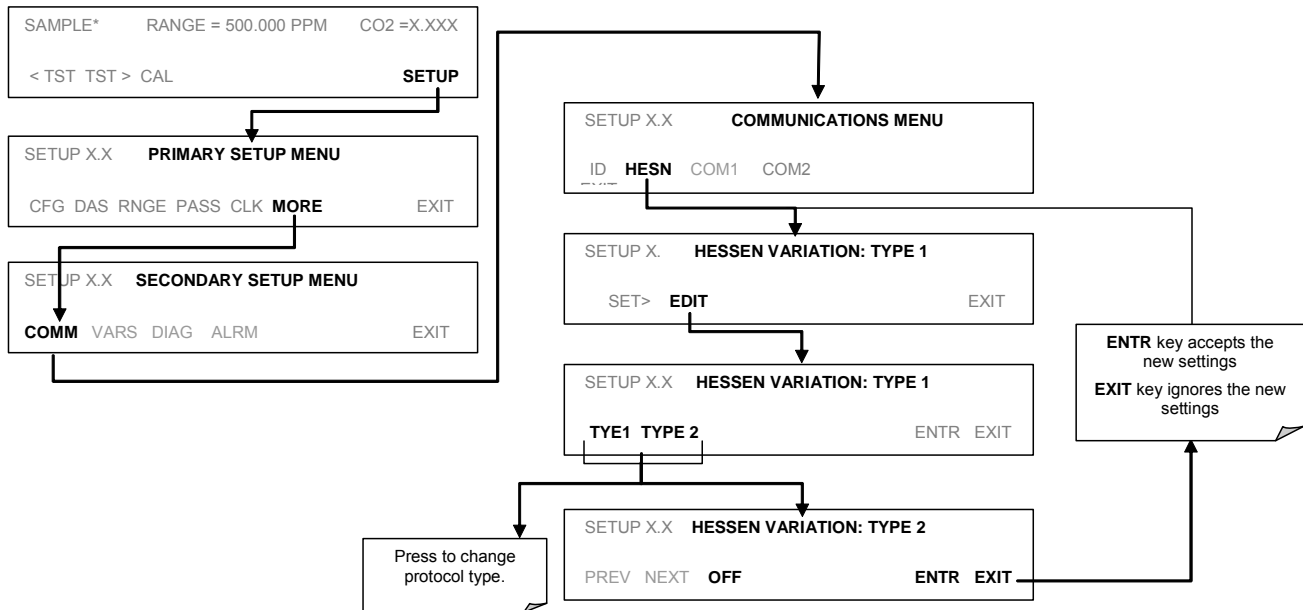 SAMPLE* RANGE = 500.000 PPM CO2 =X.XXX
< TST TST > CAL SETUP
SETUP X.X PRIMARY SETUP MENU
CFG DAS RNGE PASS CLK MORE EXIT
SETUP X.X SECONDARY SETUP MENU
COMM VARS DIAG ALRM EXIT
SETUP X.X COMMUNICATIONS MENU
ID HESN COM1 COM2
EXIT
SETUP X. HESSEN VARIATION: TYPE 1
SET> EDIT EXIT
SETUP X.X HESSEN VARIATION: TYPE 1
TYE1 TYPE 2 ENTR EXIT
Press to change
protocol type.
SETUP X.X HESSEN VARIATION: TYPE 2
PREV NEXT OFF ENTR EXIT
ENTR key accepts the
new settings
EXIT key ignores the new
settings